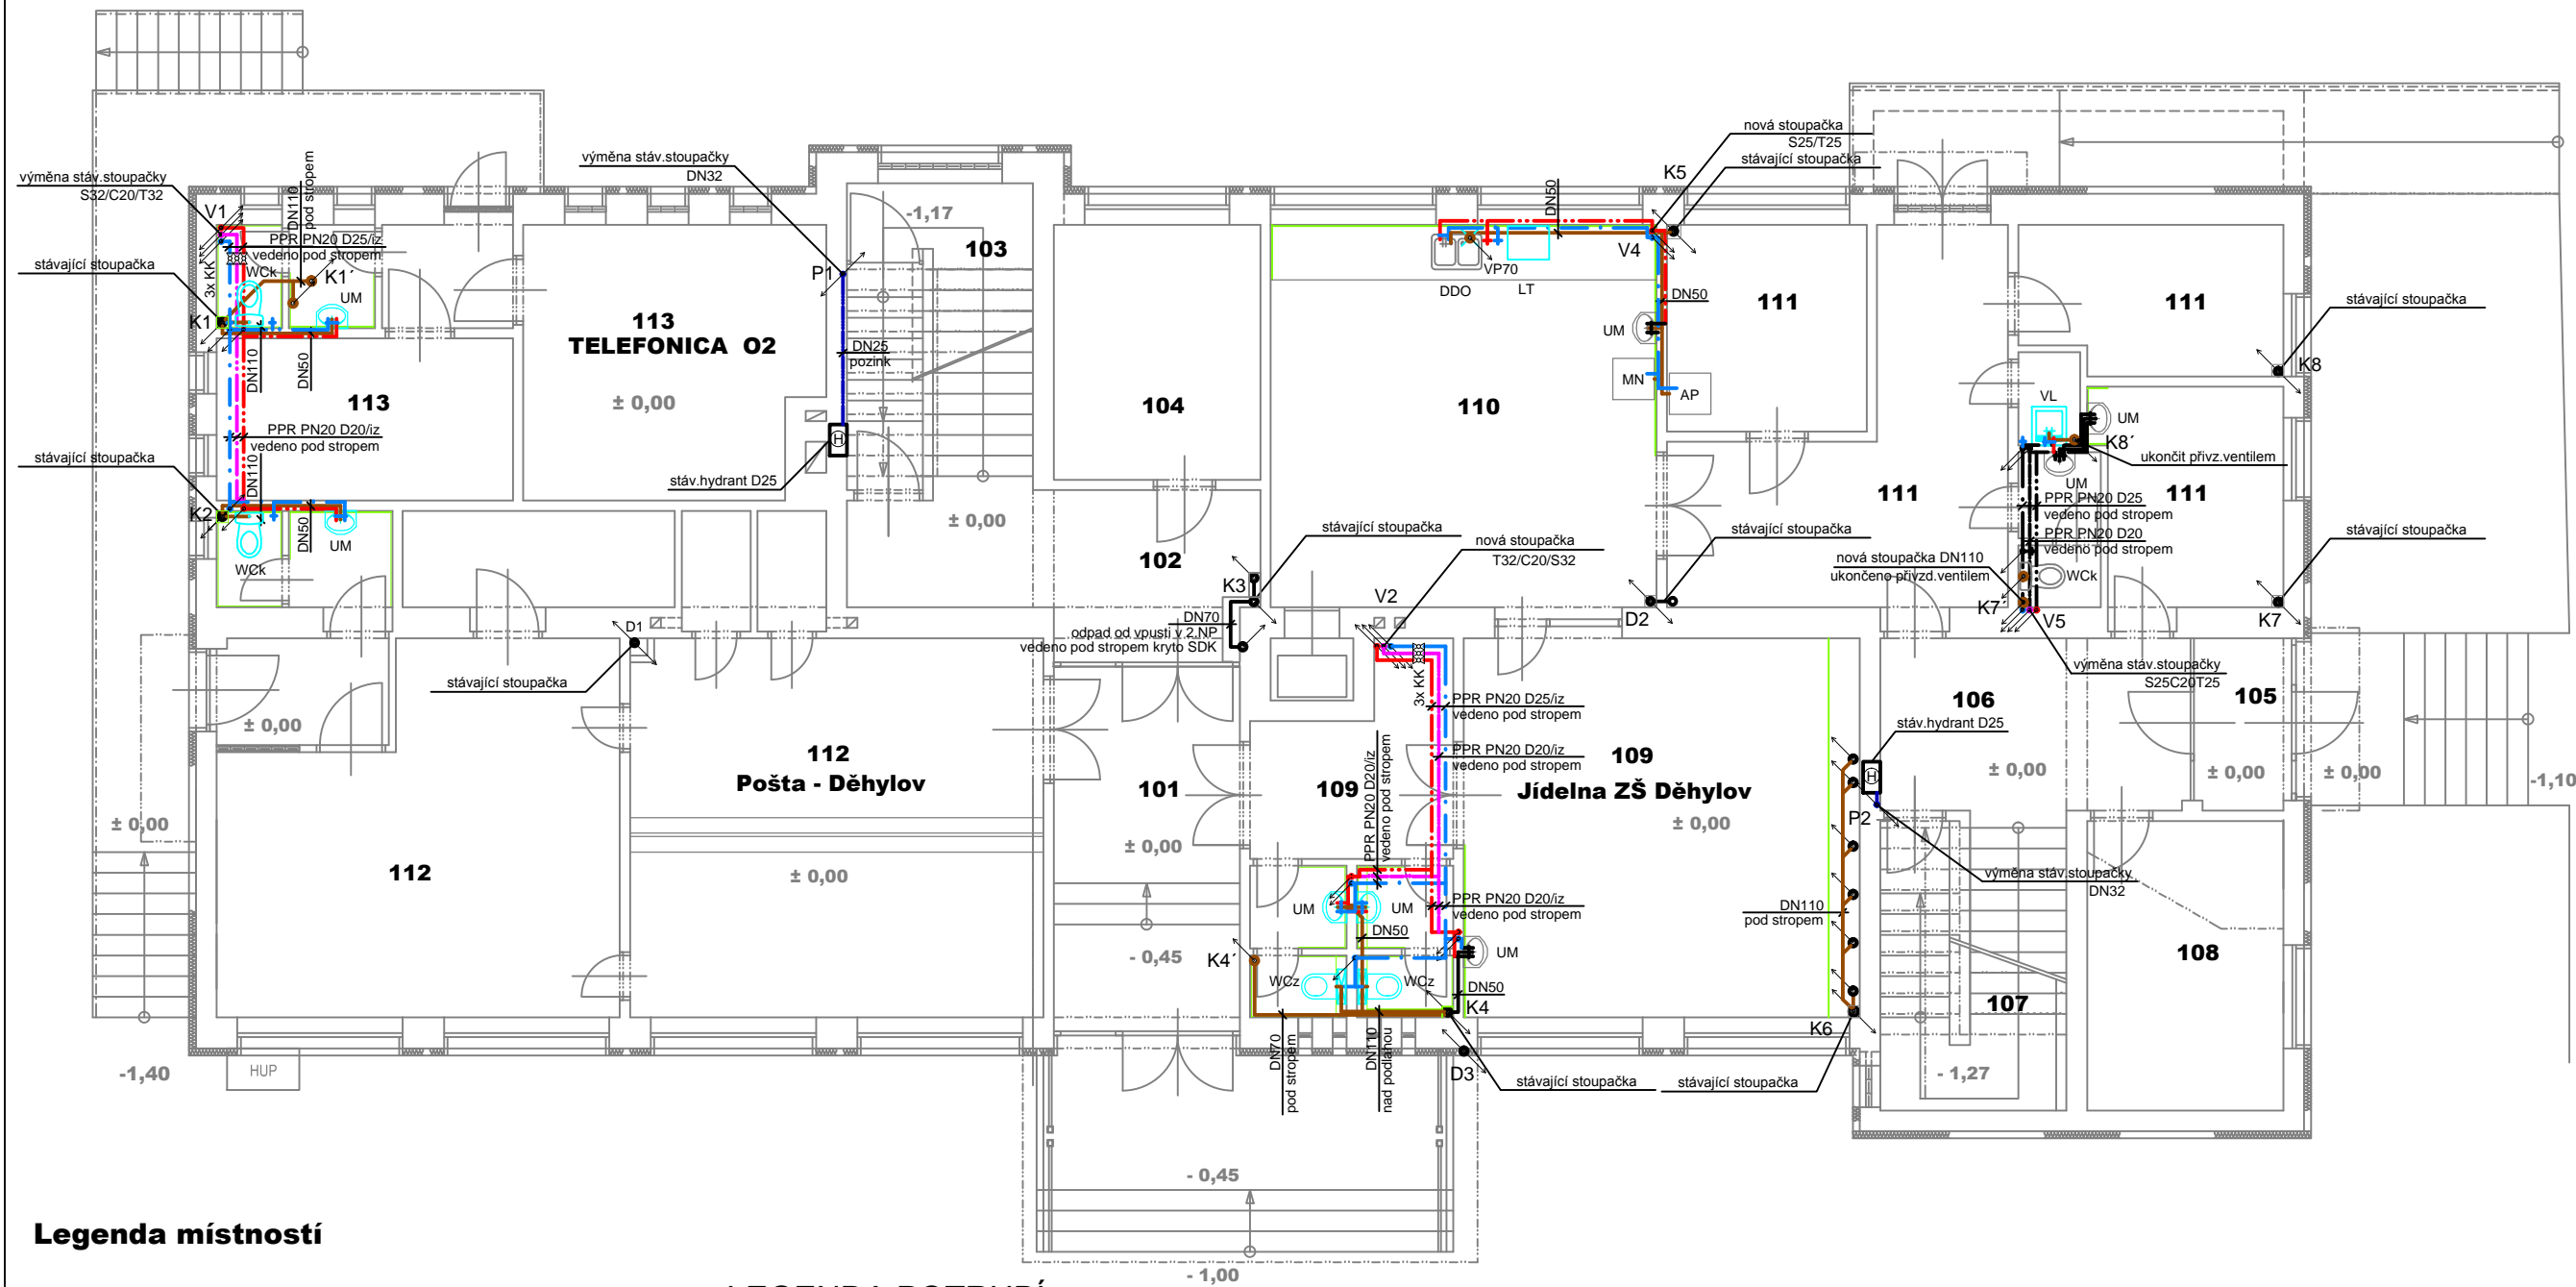 nová stoupačka
S25/T25
stávající stoupačka
K5
výměna stáv.stoupačky
DN32
výměna stáv.stoupačky
S32/C20/T32
V1
DN110
pod stropem
DN50
-1,17
103
PPR PN20 D25/iz
vedeno pod stropem
stávající stoupačka
3x KK
WCk
K1´
UM
P1
V4
VP70
DDO
LT
DN50
111
111
stávající stoupačka
K1
DN110
DN50
113
TELEFONICA O2
DN25
pozink
UM
MN
AP
K8
113
± 0,00
104
110
VL
UM
K8´
PPR PN20 D20/iz
vedeno pod stropem
stávající stoupačka
DN110
stáv.hydrant D25
ukončit přivz.ventilem
UM
111
111
PPR PN20 D25
vedeno pod stropem
K2
DN50
UM
WCk
± 0,00
stávající stoupačka
nová stoupačka
T32/C20/S32
stávající stoupačka
stávající stoupačka
PPR PN20 D20
vedeno pod stropem
nová stoupačka DN110
ukončeno přivzd.ventilem
WCk
102
K3
V2
D2
K7´
V5
K7
D1
DN70
odpad od vpusti v 2.NP
vedeno pod stropem kryto SDK
stávající stoupačka
výměna stáv.stoupačky
S25C20T25
3x KK
PPR PN20 D25/iz
vedeno pod stropem
106
105
stáv.hydrant D25
± 0,00
112
Pošta - Děhylov
PPR PN20 D20/iz
vedeno pod stropem
PPR PN20 D20/iz
vedeno pod stropem
109
Jídelna ZŠ Děhylov
± 0,00
101
109
± 0,00
± 0,00
± 0,00
-1,10
± 0,00
± 0,00
P2
112
± 0,00
výměna stáv.stoupačky
DN32
UM
UM
PPR PN20 D20/iz
vedeno pod stropem
DN110
pod stropem
DN50
UM
- 0,45
K4´
108
WCz
WCz
DN50
K4
107
K6
DN70
pod stropem
DN110
nad podlahou
D3
HUP
-1,40
stávající stoupačka
stávající stoupačka
- 1,27
- 0,45
Legenda místností
- 1,00